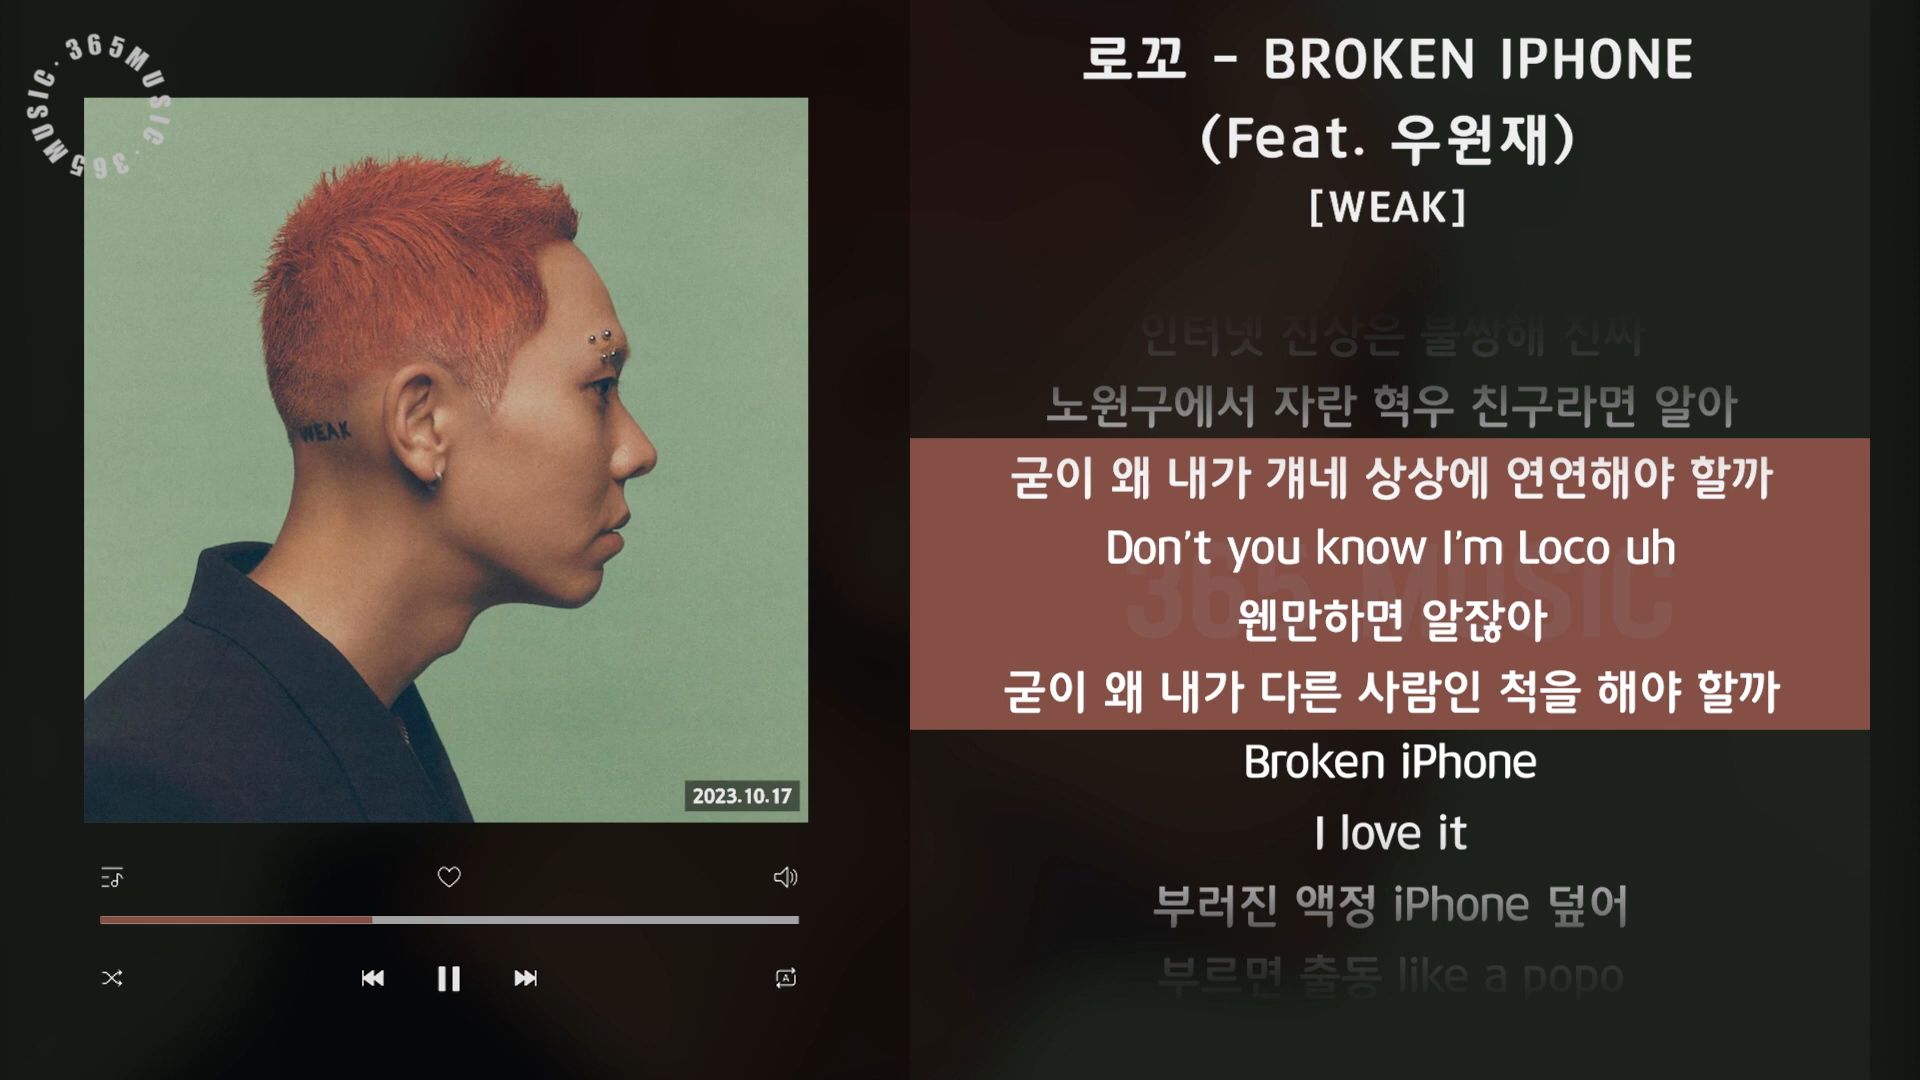 365MUSIC · 365MUSIC ·
WEAK
2023.10.17
A
로꼬 - BROKEN IPHONE
(Feat. 우원재)
[WEAK]
인터넷 진상은 불쌍해 진짜
노원구에서 자란 혁우 친구라면 알아
굳이 왜 내가 걔네 상상에 연연해야 할까
Don't you know I'm Loco uh
365 MUSIC
웬만하면 알잖아
굳이 왜 내가 다른 사람인 척을 해야 할까
Broken iPhone
I love it
부러진 액정 iPhone 덮어
부르면 출동 like a popo